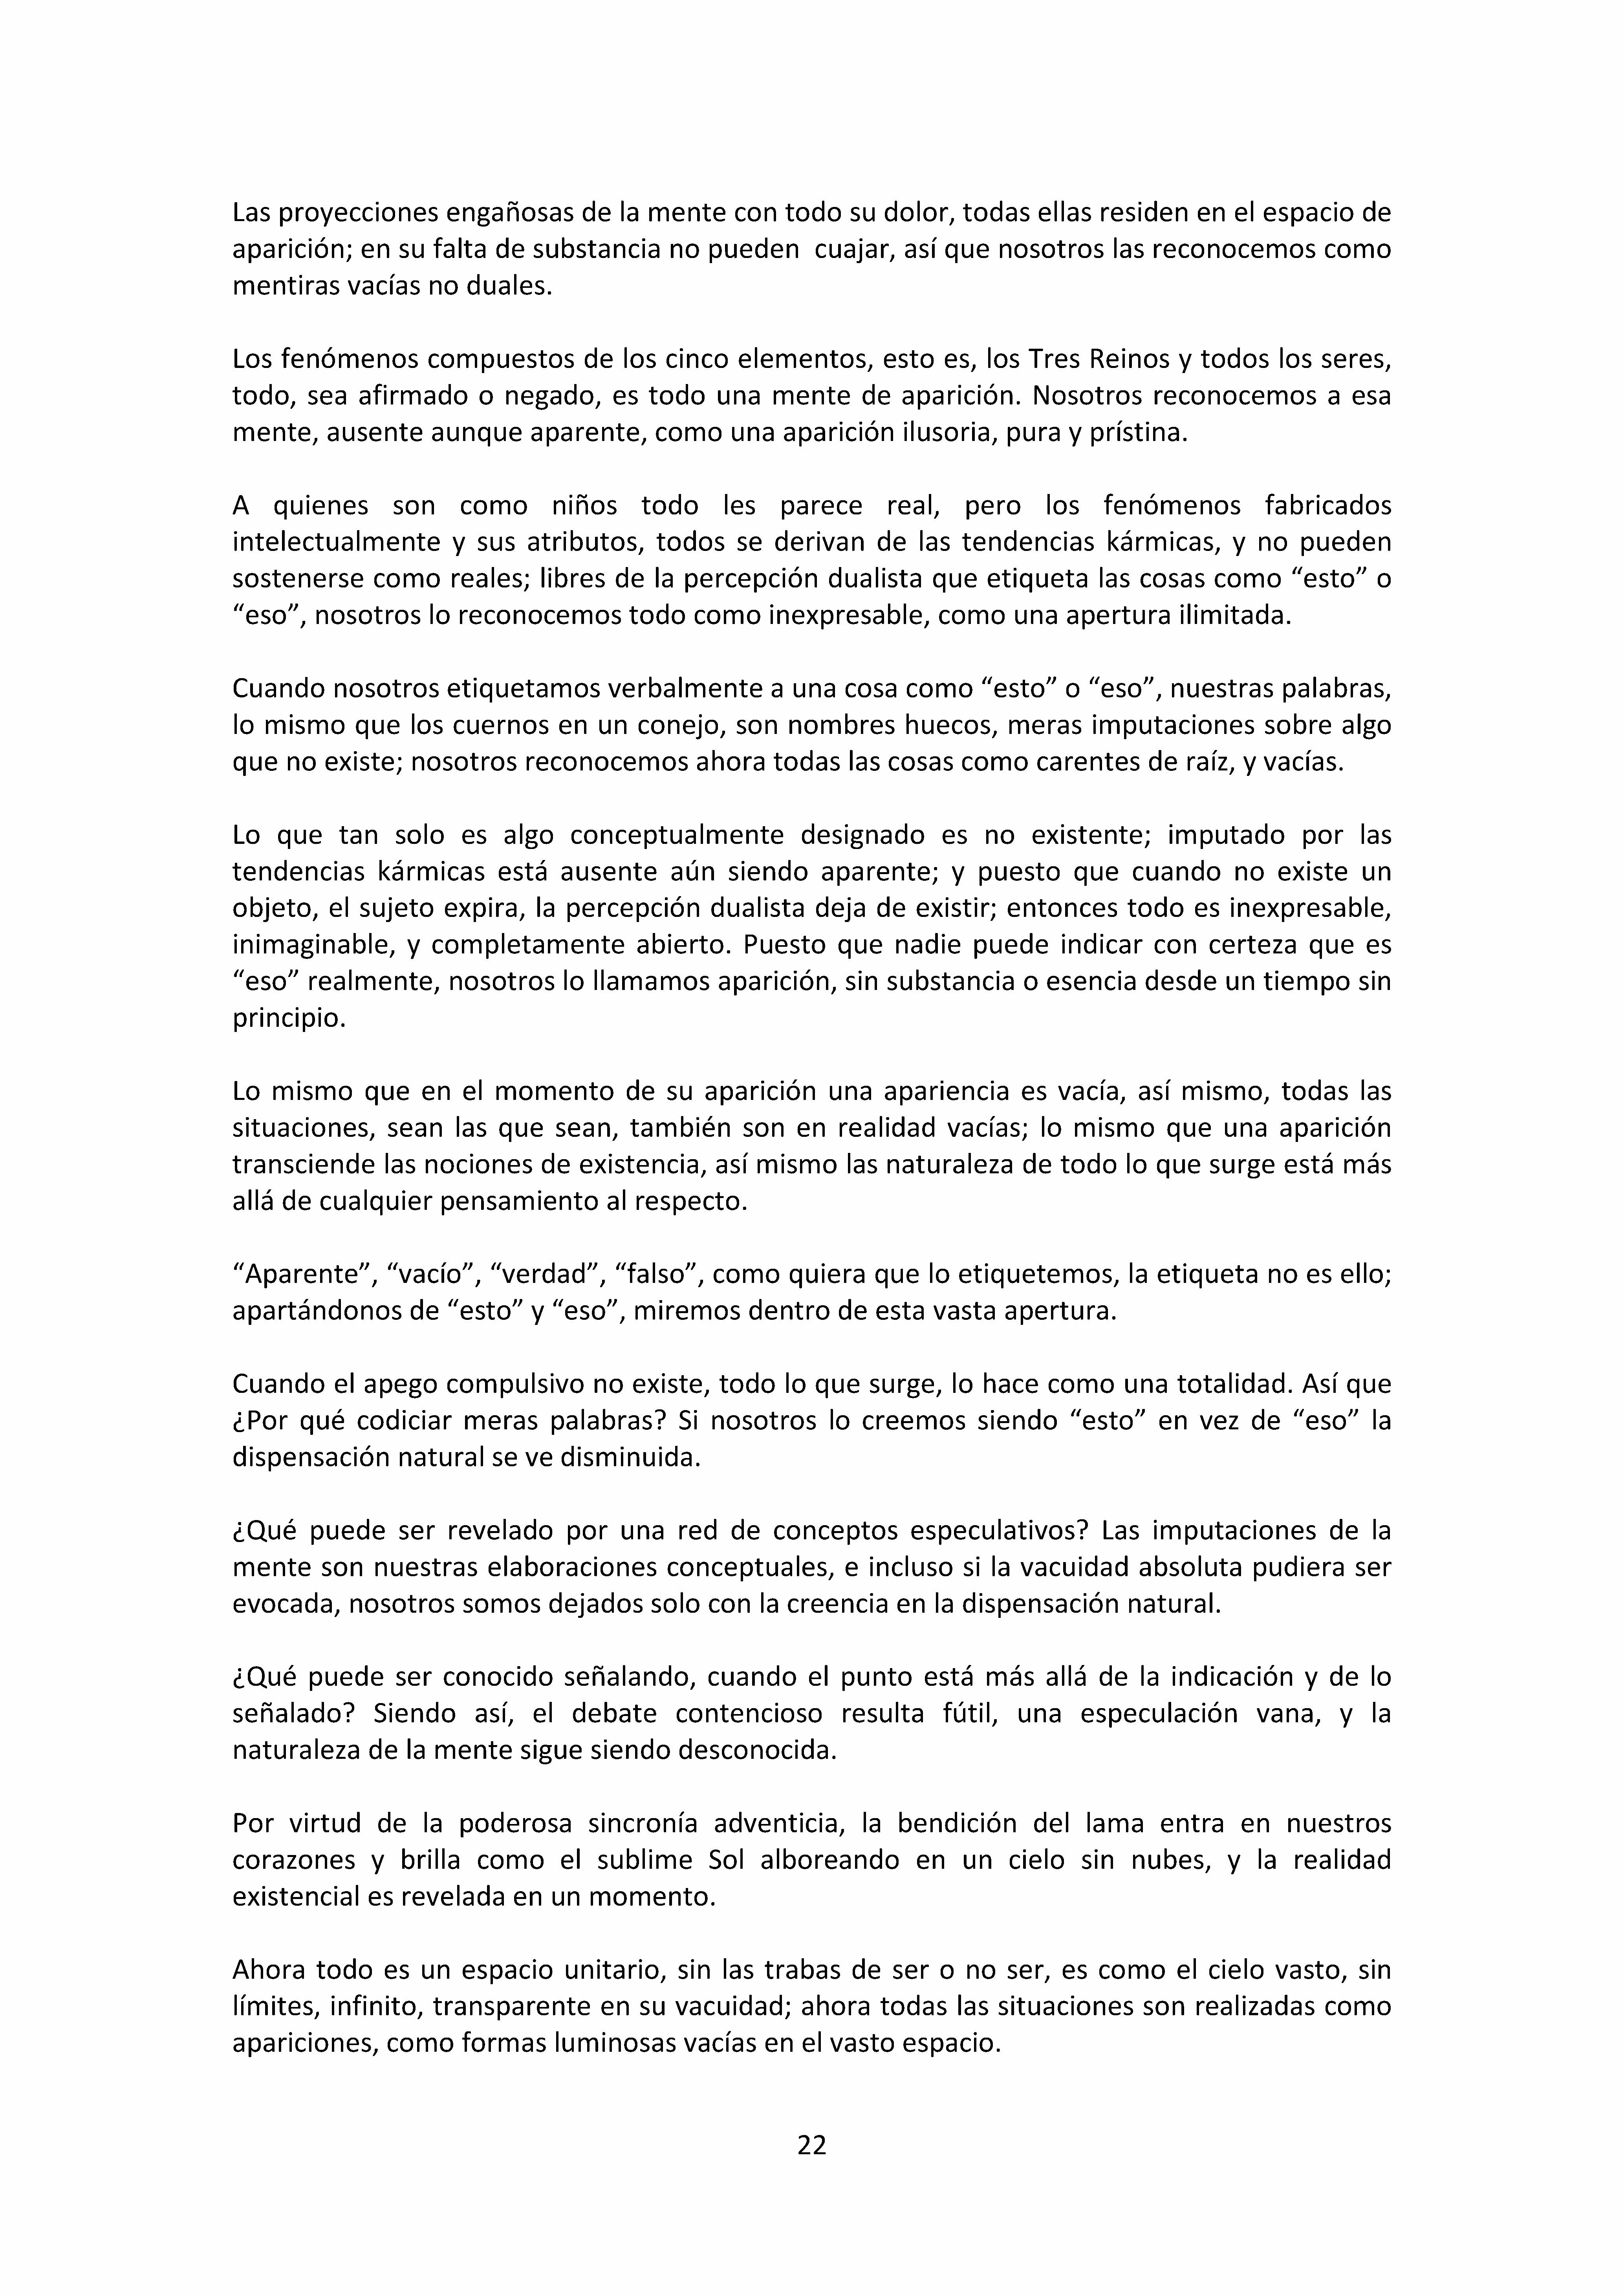 Las proyecciones engañosas de la mente con todo su dolor, todas ellas residen en el espacio de
aparición; en su falta de substancia no pueden  cuajar, así que nosotros las reconocemos como
mentiras vacías no duales.
Los fenómenos compuestos de los cinco elementos, esto es, los Tres Reinos y todos los seres,
todo, sea afirmado o negado, es todo una mente de aparición. Nosotros reconocemos a esa
mente, ausente aunque aparente, como una aparición ilusoria, pura y prístina.
A quienes son como niños todo les parece real, pero los fenómenos fabricados
intelectualmente y sus atributos, todos se derivan de las tendencias kármicas, y no pueden
sostenerse como reales; libres de la percepción dualista que etiqueta las cosas como “esto” o
“eso”, nosotros lo reconocemos todo como inexpresable, como una apertura ilimitada.
Cuando nosotros etiquetamos verbalmente a una cosa como “esto” o “eso”, nuestras palabras,
lo mismo que los cuernos en un conejo, son nombres huecos, meras imputaciones sobre algo
que no existe; nosotros reconocemos ahora todas las cosas como carentes de raíz, y vacías.
Lo que tan solo es algo conceptualmente designado es no existente; imputado por las
tendencias kármicas está ausente aún siendo aparente; y puesto que cuando no existe un
objeto, el sujeto expira, la percepción dualista deja de existir; entonces todo es inexpresable,
inimaginable, y completamente abierto. Puesto que nadie puede indicar con certeza que es
“eso” realmente, nosotros lo llamamos aparición, sin substancia o esencia desde un tiempo sin
principio.
Lo mismo que en el momento de su aparición una apariencia es vacía, así mismo, todas las
situaciones, sean las que sean, también son en realidad vacías; lo mismo que una aparición
transciende las nociones de existencia, así mismo las naturaleza de todo lo que surge está más
allá de cualquier pensamiento al respecto.
“Aparente”, “vacío”, “verdad”, “falso”, como quiera que lo etiquetemos, la etiqueta no es ello;
apartándonos de “esto” y “eso”, miremos dentro de esta vasta apertura.
Cuando el apego compulsivo no existe, todo lo que surge, lo hace como una totalidad. Así que
¿Por qué codiciar meras palabras? Si nosotros lo creemos siendo “esto” en vez de “eso” la
dispensación natural se ve disminuida.
¿Qué puede ser revelado por una red de conceptos especulativos? Las imputaciones de la
mente son nuestras elaboraciones conceptuales, e incluso si la vacuidad absoluta pudiera ser
evocada, nosotros somos dejados solo con la creencia en la dispensación natural.
¿Qué puede ser conocido señalando, cuando el punto está más allá de la indicación y de lo
señalado? Siendo así, el debate contencioso resulta fútil, una especulación vana, y la
naturaleza de la mente sigue siendo desconocida.
Por virtud de la poderosa sincronía adventicia, la bendición del lama entra en nuestros
corazones y brilla como el sublime Sol alboreando en un cielo sin nubes, y la realidad
existencial es revelada en un momento.
Ahora todo es un espacio unitario, sin las trabas de ser o no ser, es como el cielo vasto, sin
límites, infinito, transparente en su vacuidad; ahora todas las situaciones son realizadas como
apariciones, como formas luminosas vacías en el vasto espacio.
22